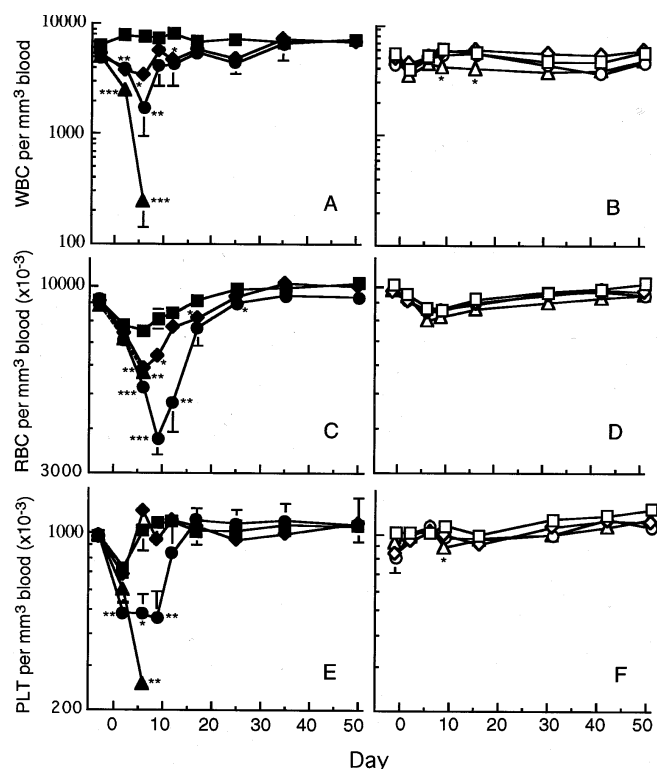 WBC per mm³ blood
10000
1000
100
** * *** * ** ***
A
* *
B
RBC per mm³ blood (x10⁻³)
10000
3000
* * ** * ** *** ** ***
C
D
PLT per mm³ blood (x10⁻³)
1000
200
** * ** **
E
*
F
0 10 20 30 40 50
0 10 20 30 40 50
Day